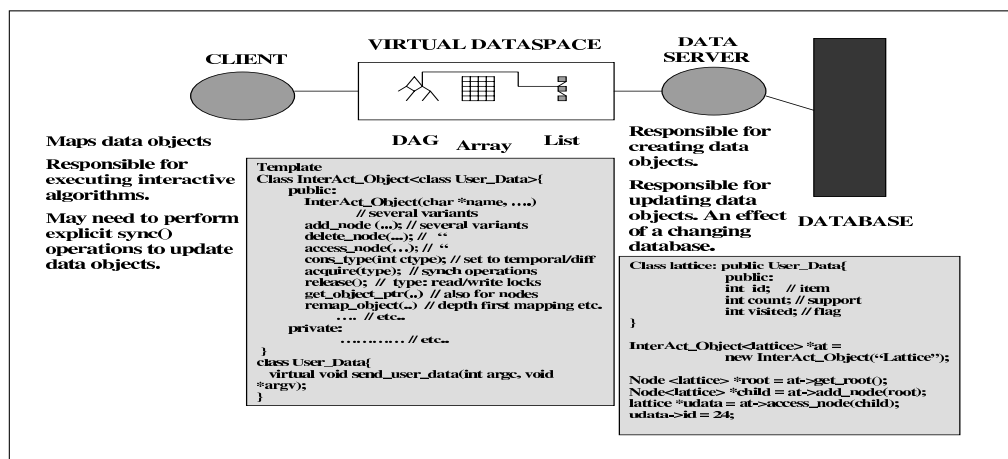 CLIENT
VIRTUAL DATASPACE
DATA
SERVER
DAG
Array
List
Maps data objects
Responsible for
executing interactive
algorithms.
May need to perform
explicit sync()
operations to update
data objects.
Template
Class InterAct_Object<class User_Data>{
public:
InterAct_Object(char *name, ....)
// several variants
add_node (...); // several variants
delete_node(...); // “
access_node(...); // “
cons_type(int ctype); // set to temporal/diff
acquire(type); // synch operations
release(); // type: read/write locks
get_object_ptr(..) // also for nodes
remap_object(..) // depth first mapping etc.
.... // etc..
private:
............ // etc..
}
class User_Data{
virtual void send_user_data(int argc, void
*argv);
}
Responsible for
creating data
objects.
Responsible for
updating data
objects. An effect
of a changing
database.
DATABASE
Class lattice: public User_Data{
public:
int id; // item
int count; // support
int visited; // flag
}
InterAct_Object<lattice> *at =
new InterAct_Object(“Lattice”);
Node <lattice> *root = at->get_root();
Node<lattice> *child = at->add_node(root);
lattice *udata = at->access_node(child);
udata->id = 24;